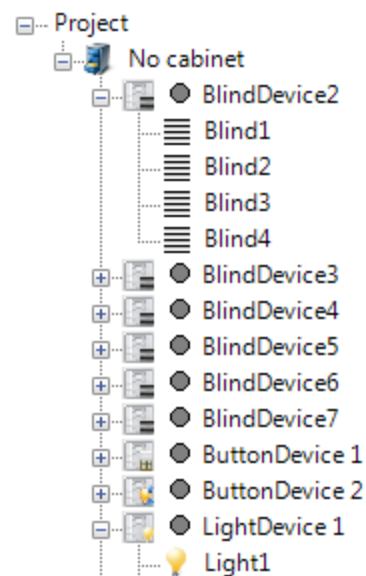 Project
No cabinet
BlindDevice2
Blind1
Blind2
Blind3
Blind4
BlindDevice3
BlindDevice4
BlindDevice5
BlindDevice6
BlindDevice7
ButtonDevice 1
ButtonDevice 2
LightDevice 1
Light1